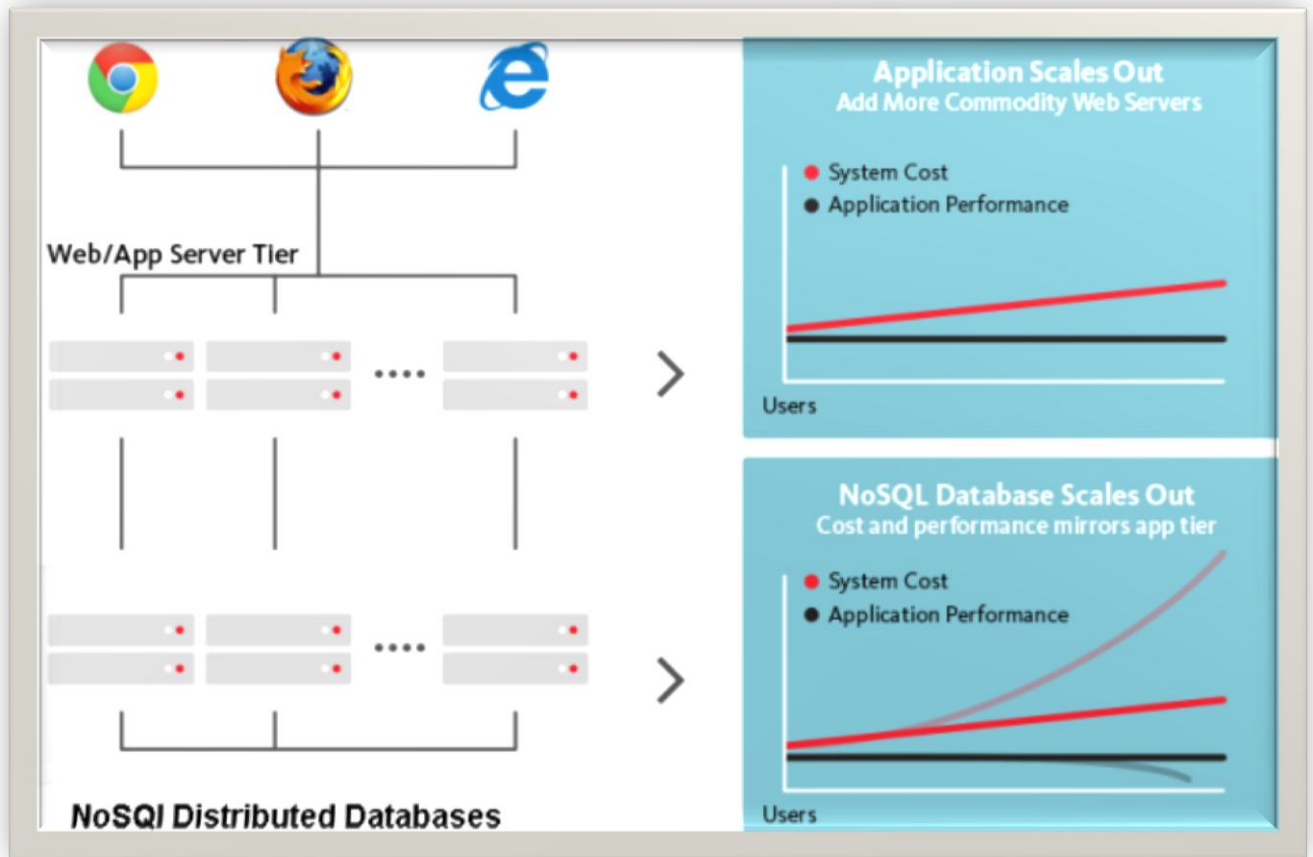 Web/App Server Tier
NoSQl Distributed Databases
Application Scales Out
Add More Commodity Web Servers
System Cost
Application Performance
Users
NoSQL Database Scales Out
Cost and performance mirrors app tier
System Cost
Application Performance
Users